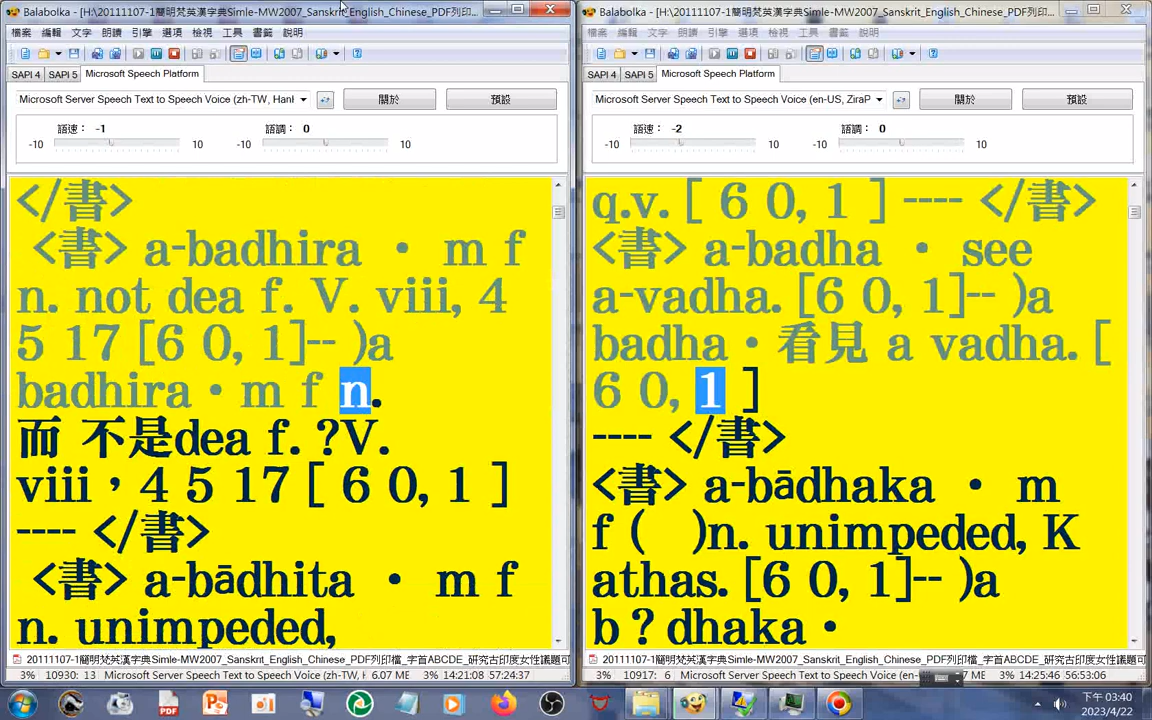 Balabolka - [H:\20111107-1簡明梵英漢字典Simle-MW2007_Sanskrit_English_Chinese_PDF列印...
檔案 編輯 文字 朗讀 引擎 選項 檢視 工具 書籤 說明
SAPI 4 SAPI 5 Microsoft Speech Platform
Microsoft Server Speech Text to Speech Voice (zh-TW, HanH 關於 預設
語速： -1 語調： 0
-10 10 -10 10
</書>
<書> a-badhira • m f
n. not dea f. V. viii, 4
5 17 [6 0, 1]-- )a
badhira • m f n.
而 不是dea f. ?V.
viii，4 5 17 [ 6 0, 1 ]
---- </書>
<書> a-bādhita • m f
n. unimpeded,
20111107-1簡明梵英漢字典Simle-MW2007_Sanskrit_English_Chinese_PDF列印檔_字首ABCDE_研究古印度女性議題可
3% 10930: 13 Microsoft Server Speech Text to Speech Voice (zh-TW, H 6.07 ME 3% 14:21:08 57:24:37
Balabolka - [H:\20111107-1簡明梵英漢字典Simle-MW2007_Sanskrit_English_Chinese_PDF列印...
檔案 編輯 文字 朗讀 引擎 選項 檢視 工具 書籤 說明
SAPI 4 SAPI 5 Microsoft Speech Platform
Microsoft Server Speech Text to Speech Voice (en-US, ZiraP 關於 預設
語速： -2 語調： 0
-10 10 -10 10
q.v. [ 6 0, 1 ] ---- </書>
<書> a-badha • see
a-vadha. [6 0, 1]-- )a
badha • 看見 a vadha. [
6 0, 1 ]
---- </書>
<書> a-bādhaka • m
f ( )n. unimpeded, K
athas. [6 0, 1]-- )a
b ? dhaka •
20111107-1簡明梵英漢字典Simle-MW2007_Sanskrit_English_Chinese_PDF列印檔_字首ABCDE_研究古印度女性議題可
3% 10917: 6 Microsoft Server Speech Text to Speech Voice (en-us 3% 14:25:46 56:53:06
下午 03:40
2023/4/22